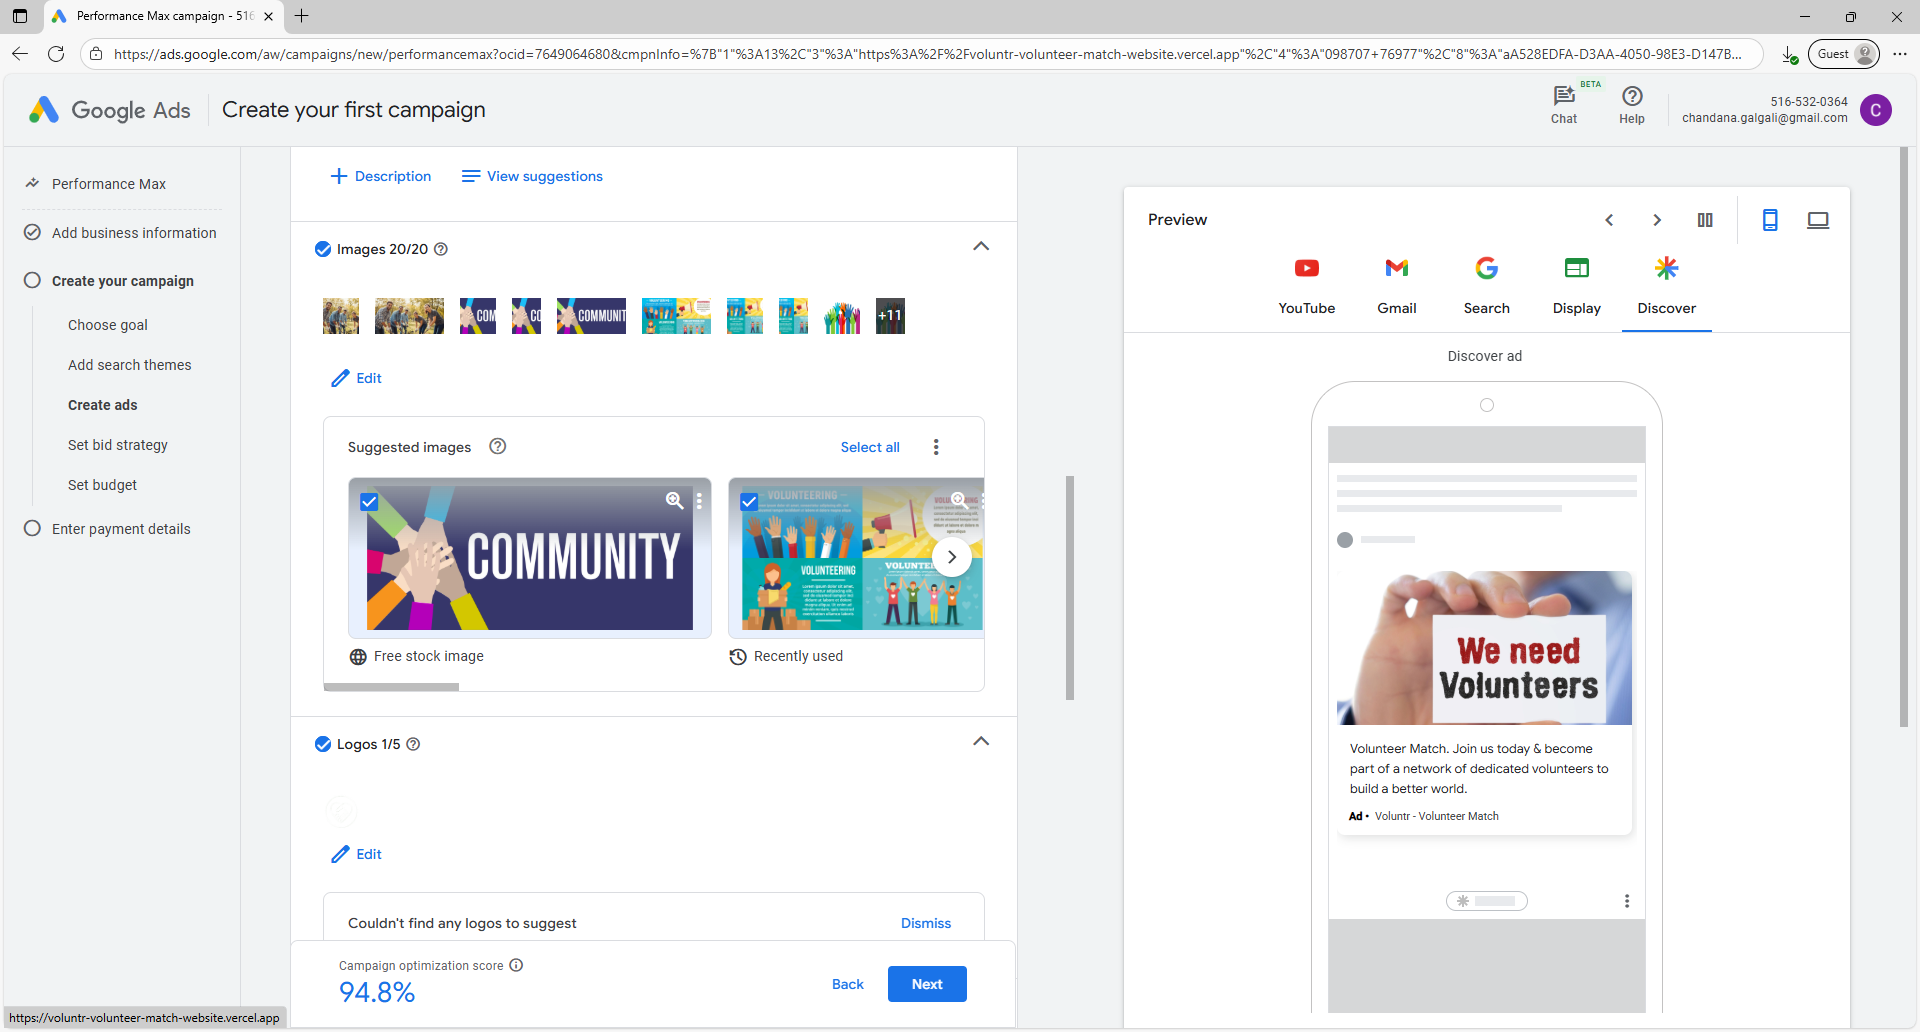 Performance Max campaign - 516
https://ads.google.com/aw/campaigns/new/performancemax?ocid=7649064680&cmpnInfo=%7B"1"%3A13%2C"3"%3A"https%3A%2F%2Fvoluntr-volunteer-match-website.vercel.app"%2C"4"%3A"098707+76977"%2C"8"%3A"aA528EDFA-D3AA-4050-98E3-D147B...
Guest
Google Ads
Create your first campaign
BETA
Chat
Help
516-532-0364
chandana.galgali@gmail.com
C
Performance Max
Add business information
Create your campaign
Choose goal
Add search themes
Create ads
Set bid strategy
Set budget
Enter payment details
Description
View suggestions
Images 20/20
COM
CO
COMMUNIT
+11
Edit
Suggested images
Select all
COMMUNITY
VOLUNTEERING
VOLUNTEERING
VOLUNTE
Free stock image
Recently used
Logos 1/5
Edit
Couldn't find any logos to suggest
Dismiss
Campaign optimization score
94.8%
Back
Next
Preview
YouTube
Gmail
Search
Display
Discover
Discover ad
We need
Volunteers
Volunteer Match. Join us today & become
part of a network of dedicated volunteers to
build a better world.
Ad • Voluntr - Volunteer Match
https://voluntr-volunteer-match-website.vercel.app